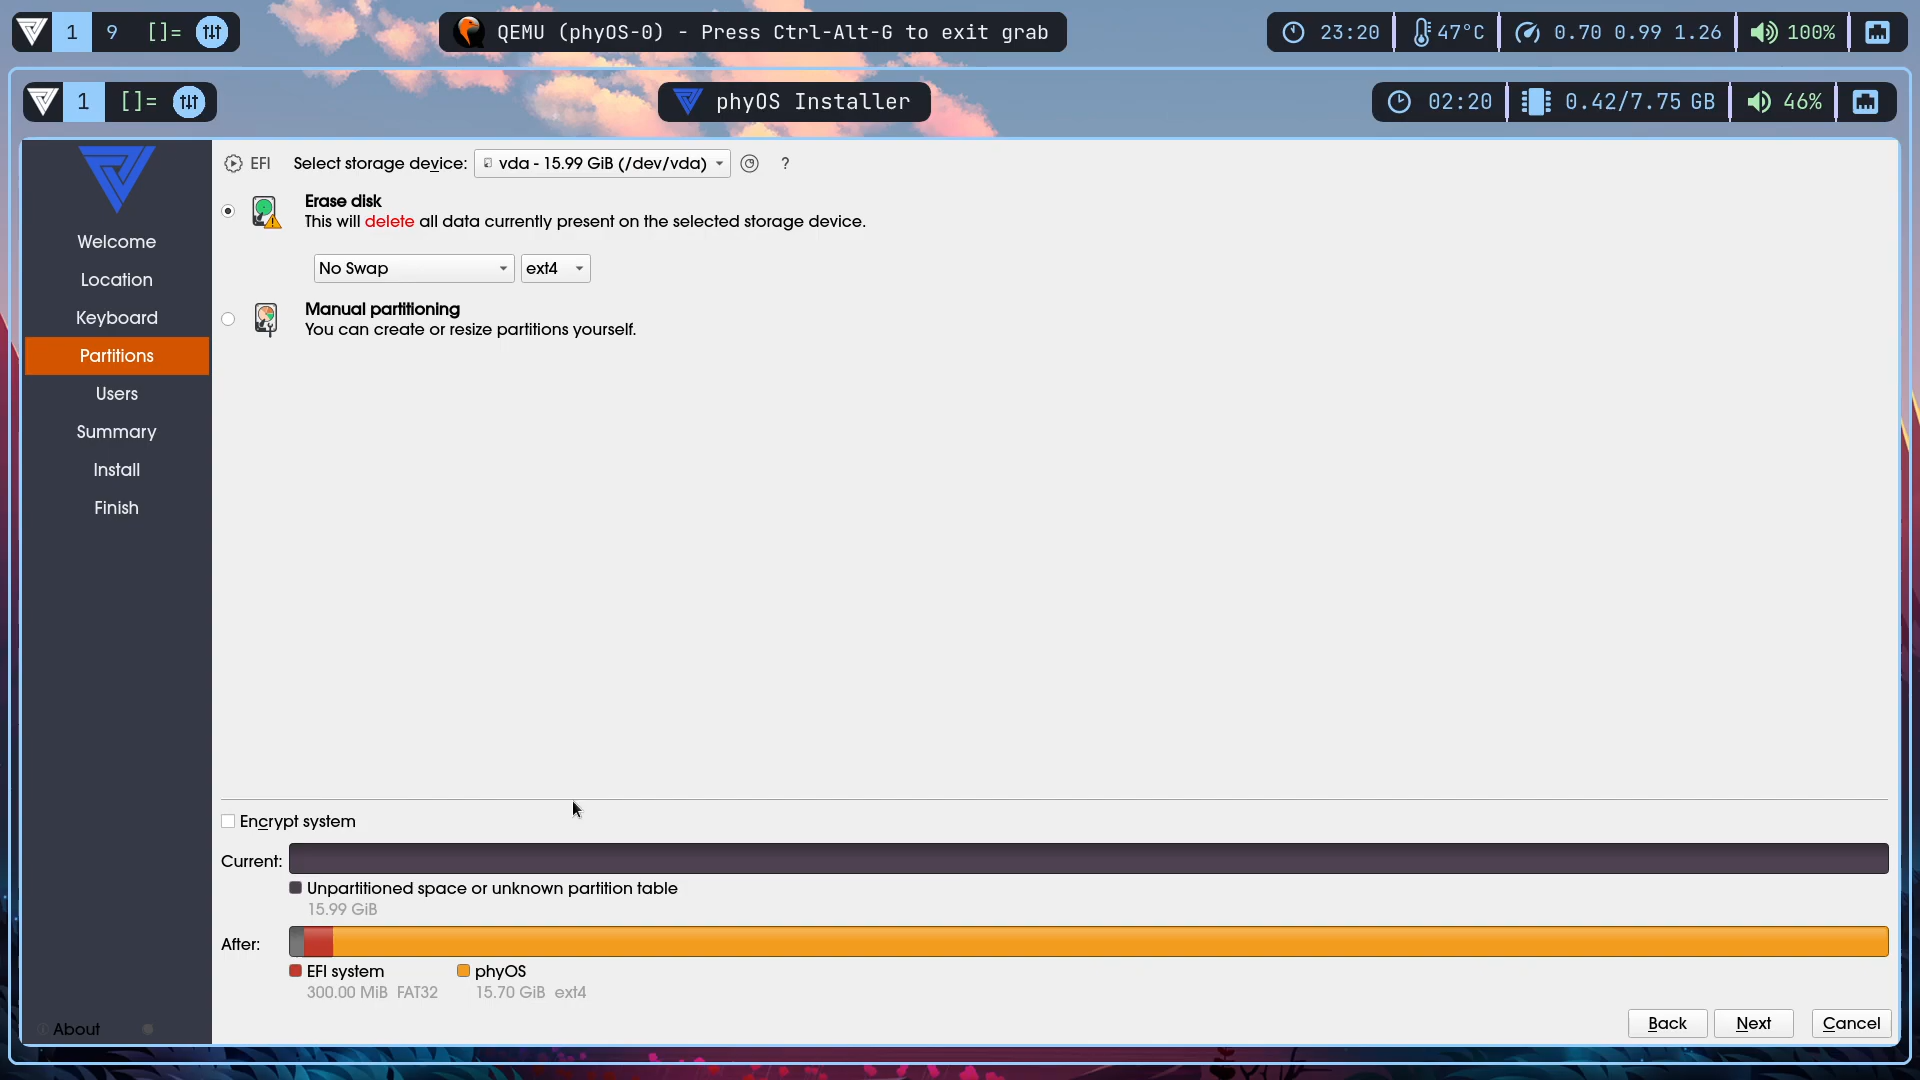 1 9 []= QEMU (phyOS-0) - Press Ctrl-Alt-G to exit grab 23:20 47°C 0.70 0.99 1.26 100%
1 []= phyOS Installer 02:20 0.42/7.75 GB 46%
Welcome
Location
Keyboard
Partitions
Users
Summary
Install
Finish
About
EFI Select storage device: vda - 15.99 GiB (/dev/vda) ?
Erase disk
This will delete all data currently present on the selected storage device.
No Swap ext4
Manual partitioning
You can create or resize partitions yourself.
Encrypt system
Current:
Unpartitioned space or unknown partition table
15.99 GiB
After:
EFI system phyOS
300.00 MiB FAT32 15.70 GiB ext4
Back Next Cancel